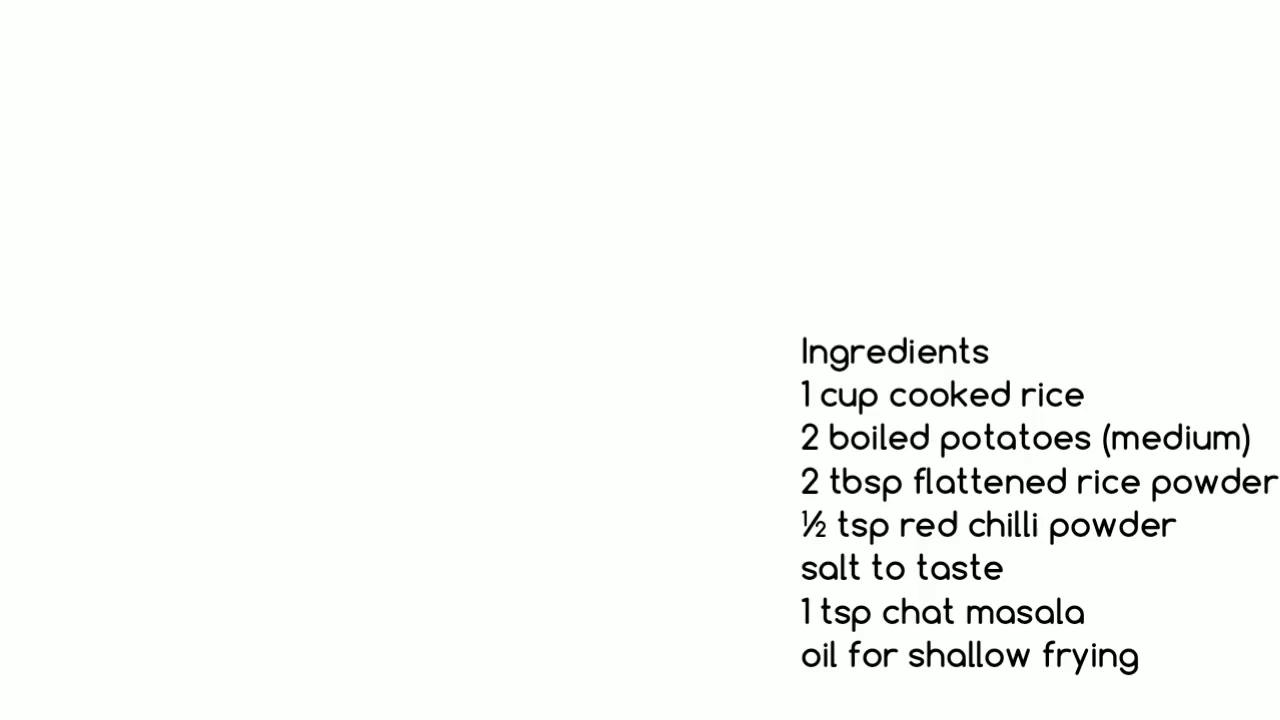 Ingredients
1 cup cooked rice
2 boiled potatoes (medium)
2 tbsp flattened rice powder
½ tsp red chilli powder
salt to taste
1 tsp chat masala
oil for shallow frying